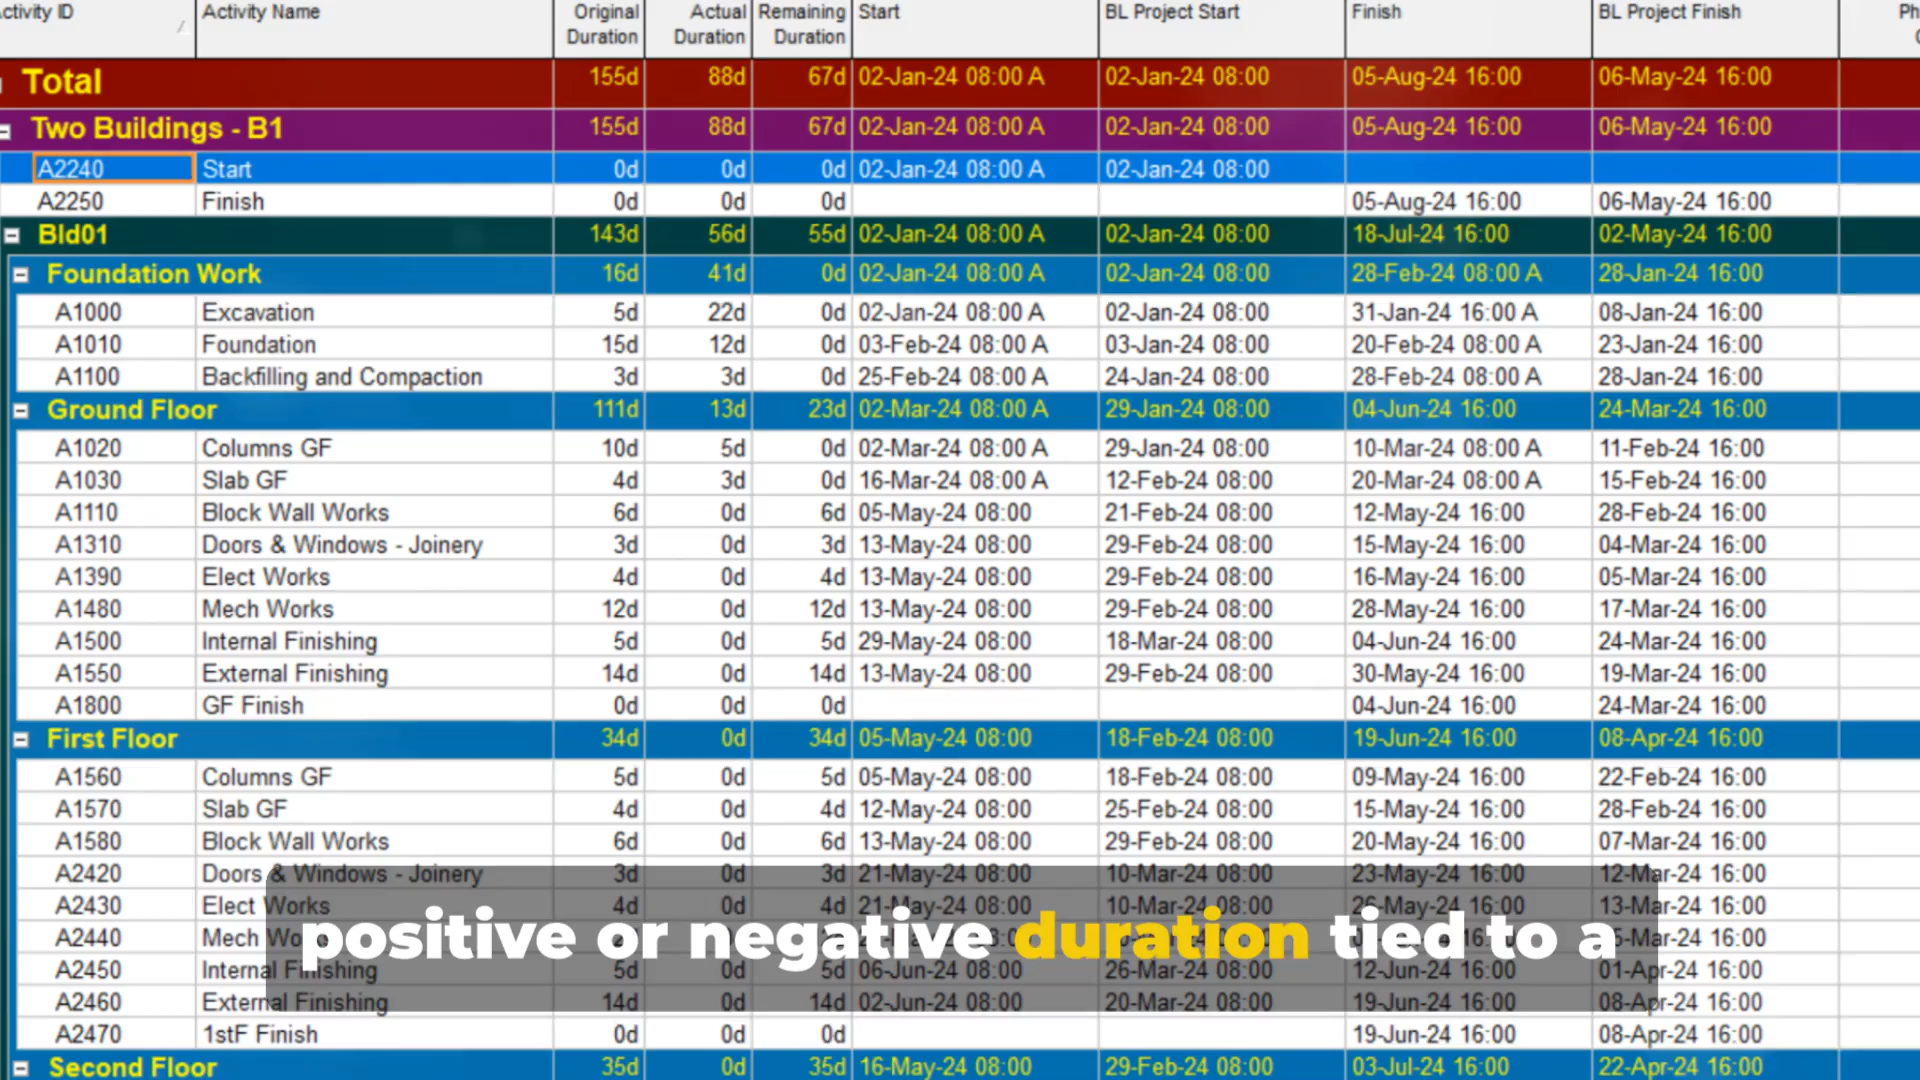 ctivity ID Activity Name Original Duration Actual Duration Remaining Duration Start BL Project Start Finish BL Project Finish Ph
Total 155d 88d 67d 02-Jan-24 08:00 A 02-Jan-24 08:00 05-Aug-24 16:00 06-May-24 16:00
Two Buildings - B1 155d 88d 67d 02-Jan-24 08:00 A 02-Jan-24 08:00 05-Aug-24 16:00 06-May-24 16:00
A2240 Start 0d 0d 0d 02-Jan-24 08:00 A 02-Jan-24 08:00
A2250 Finish 0d 0d 0d 05-Aug-24 16:00 06-May-24 16:00
Bld01 143d 56d 55d 02-Jan-24 08:00 A 02-Jan-24 08:00 18-Jul-24 16:00 02-May-24 16:00
Foundation Work 16d 41d 0d 02-Jan-24 08:00 A 02-Jan-24 08:00 28-Feb-24 08:00 A 28-Jan-24 16:00
A1000 Excavation 5d 22d 0d 02-Jan-24 08:00 A 02-Jan-24 08:00 31-Jan-24 16:00 A 08-Jan-24 16:00
A1010 Foundation 15d 12d 0d 03-Feb-24 08:00 A 03-Jan-24 08:00 20-Feb-24 08:00 A 23-Jan-24 16:00
A1100 Backfilling and Compaction 3d 3d 0d 25-Feb-24 08:00 A 24-Jan-24 08:00 28-Feb-24 08:00 A 28-Jan-24 16:00
Ground Floor 111d 13d 23d 02-Mar-24 08:00 A 29-Jan-24 08:00 04-Jun-24 16:00 24-Mar-24 16:00
A1020 Columns GF 10d 5d 0d 02-Mar-24 08:00 A 29-Jan-24 08:00 10-Mar-24 08:00 A 11-Feb-24 16:00
A1030 Slab GF 4d 3d 0d 16-Mar-24 08:00 A 12-Feb-24 08:00 20-Mar-24 08:00 A 15-Feb-24 16:00
A1110 Block Wall Works 6d 0d 6d 05-May-24 08:00 21-Feb-24 08:00 12-May-24 16:00 28-Feb-24 16:00
A1310 Doors & Windows - Joinery 3d 0d 3d 13-May-24 08:00 29-Feb-24 08:00 15-May-24 16:00 04-Mar-24 16:00
A1390 Elect Works 4d 0d 4d 13-May-24 08:00 29-Feb-24 08:00 16-May-24 16:00 05-Mar-24 16:00
A1480 Mech Works 12d 0d 12d 13-May-24 08:00 29-Feb-24 08:00 28-May-24 16:00 17-Mar-24 16:00
A1500 Internal Finishing 5d 0d 5d 29-May-24 08:00 18-Mar-24 08:00 04-Jun-24 16:00 24-Mar-24 16:00
A1550 External Finishing 14d 0d 14d 13-May-24 08:00 29-Feb-24 08:00 30-May-24 16:00 19-Mar-24 16:00
A1800 GF Finish 0d 0d 0d 04-Jun-24 16:00 24-Mar-24 16:00
First Floor 34d 0d 34d 05-May-24 08:00 18-Feb-24 08:00 19-Jun-24 16:00 08-Apr-24 16:00
A1560 Columns GF 5d 0d 5d 05-May-24 08:00 18-Feb-24 08:00 09-May-24 16:00 22-Feb-24 16:00
A1570 Slab GF 4d 0d 4d 12-May-24 08:00 25-Feb-24 08:00 15-May-24 16:00 28-Feb-24 16:00
A1580 Block Wall Works 6d 0d 6d 13-May-24 08:00 29-Feb-24 08:00 20-May-24 16:00 07-Mar-24 16:00
A2420 Doors & Windows - Joinery 3d 0d 3d 21-May-24 08:00 10-Mar-24 08:00 23-May-24 16:00 12-Mar-24 16:00
A2430 Elect Works 4d 0d 4d 21-May-24 08:00 10-Mar-24 08:00 26-May-24 16:00 13-Mar-24 16:00
A2440 Mech
positive or negative duration tied to a
A2450 Internal Finishing 5d 0d 5d 06-Jun-24 08:00 26-Mar-24 08:00 12-Jun-24 16:00 01-Apr-24 16:00
A2460 External Finishing 14d 0d 14d 02-Jun-24 08:00 20-Mar-24 08:00 19-Jun-24 16:00 08-Apr-24 16:00
A2470 1stF Finish 0d 0d 0d 19-Jun-24 16:00 08-Apr-24 16:00
Second Floor 35d 0d 35d 16-May-24 08:00 29-Feb-24 08:00 03-Jul-24 16:00 22-Apr-24 16:00